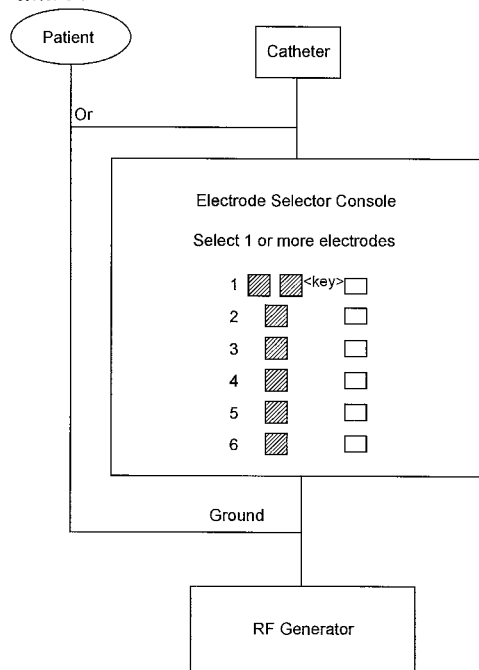 Patient
Catheter
Or
Electrode Selector Console
Select 1 or more electrodes
1 <key>
2
3
4
5
6
Ground
RF Generator